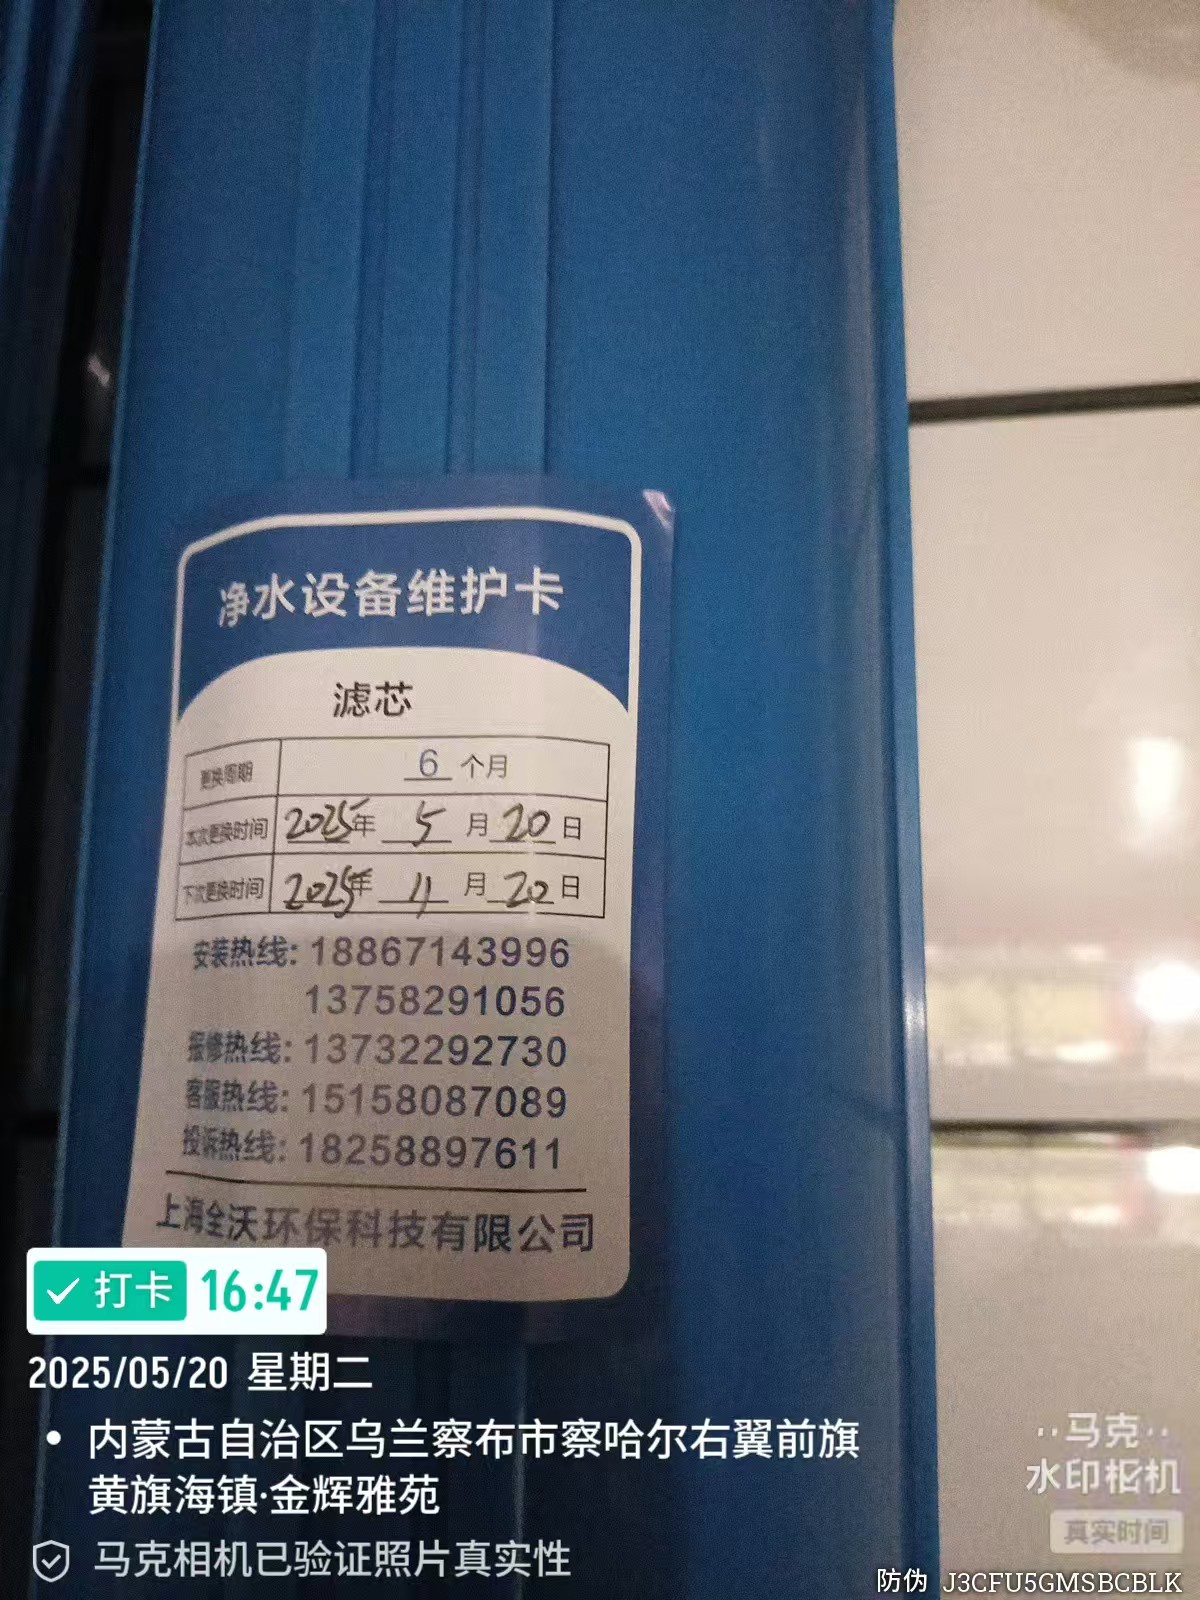 净水设备维护卡
滤芯
更换周期 6 个月
本次更换时间 2025年 5 月 20 日
下次更换时间 2025年 11 月 20 日
安装热线: 18867143996
13758291056
报修热线: 13732292730
客服热线: 15158087089
投诉热线: 18258897611
上海全沃环保科技有限公司
打卡 16:47
2025/05/20 星期二
内蒙古自治区乌兰察布市察哈尔右翼前旗
黄旗海镇·金辉雅苑
马克相机已验证照片真实性
马克
水印相机
真实时间
防伪 J3CFU5GMSBCBLK